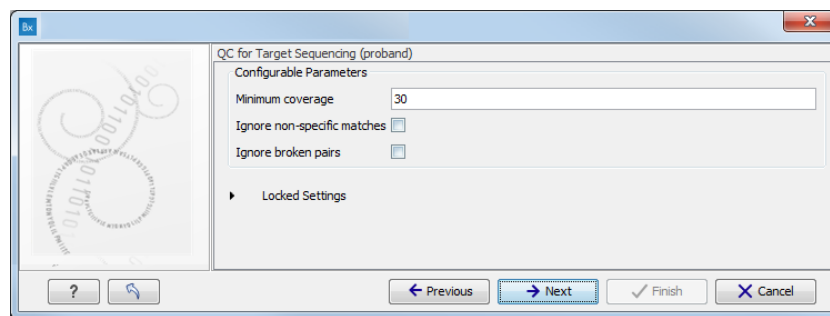 Bx
QC for Target Sequencing (proband)
Configurable Parameters
Minimum coverage 30
Ignore non-specific matches
Ignore broken pairs
Locked Settings
? Previous Next Finish Cancel